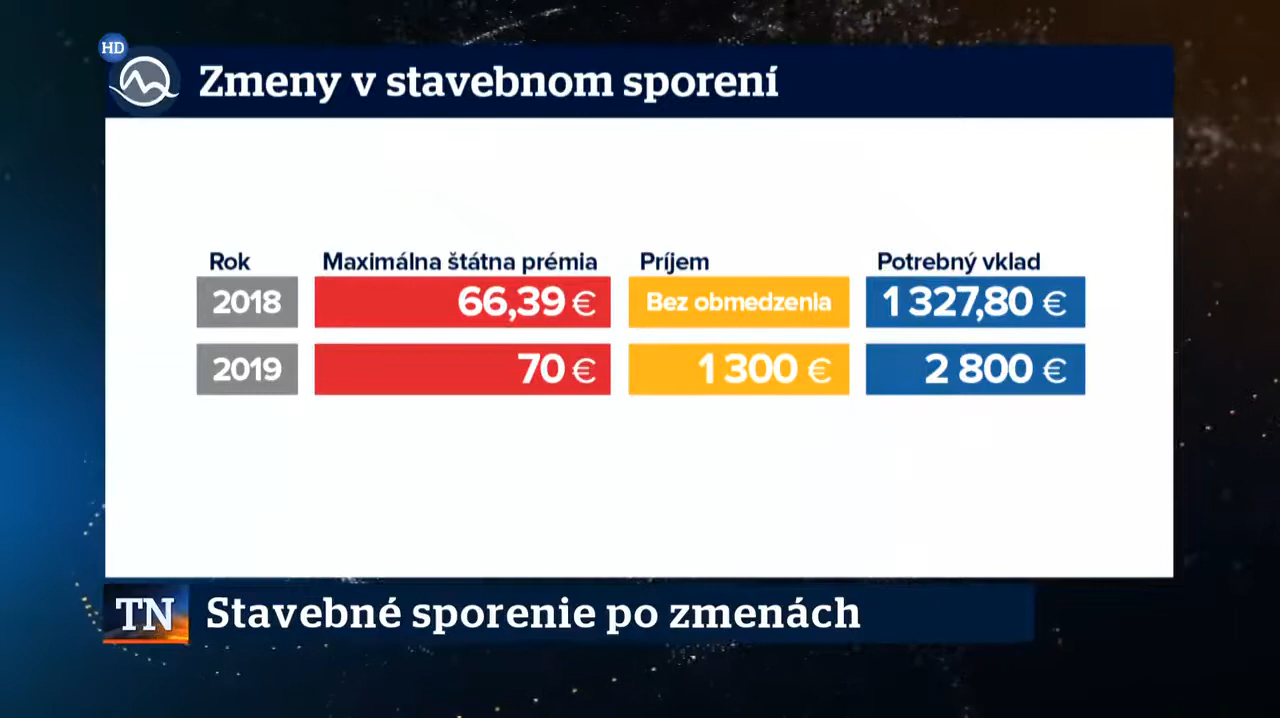 HD
Zmeny v stavebnom sporení
Rok Maximálna štátna prémia Príjem Potrebný vklad
2018 66,39 € Bez obmedzenia 1 327,80 €
2019 70 € 1 300 € 2 800 €
TN Stavebné sporenie po zmenách